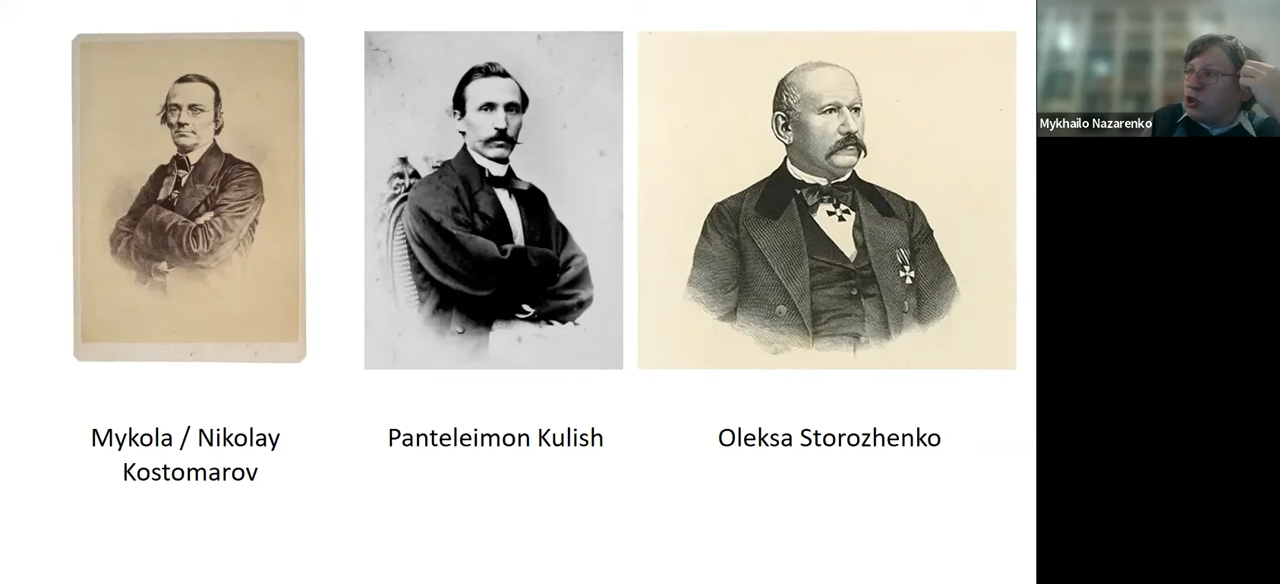 Mykhailo Nazarenko
Mykola / Nikolay
Kostomarov
Panteleimon Kulish
Oleksa Storozhenko